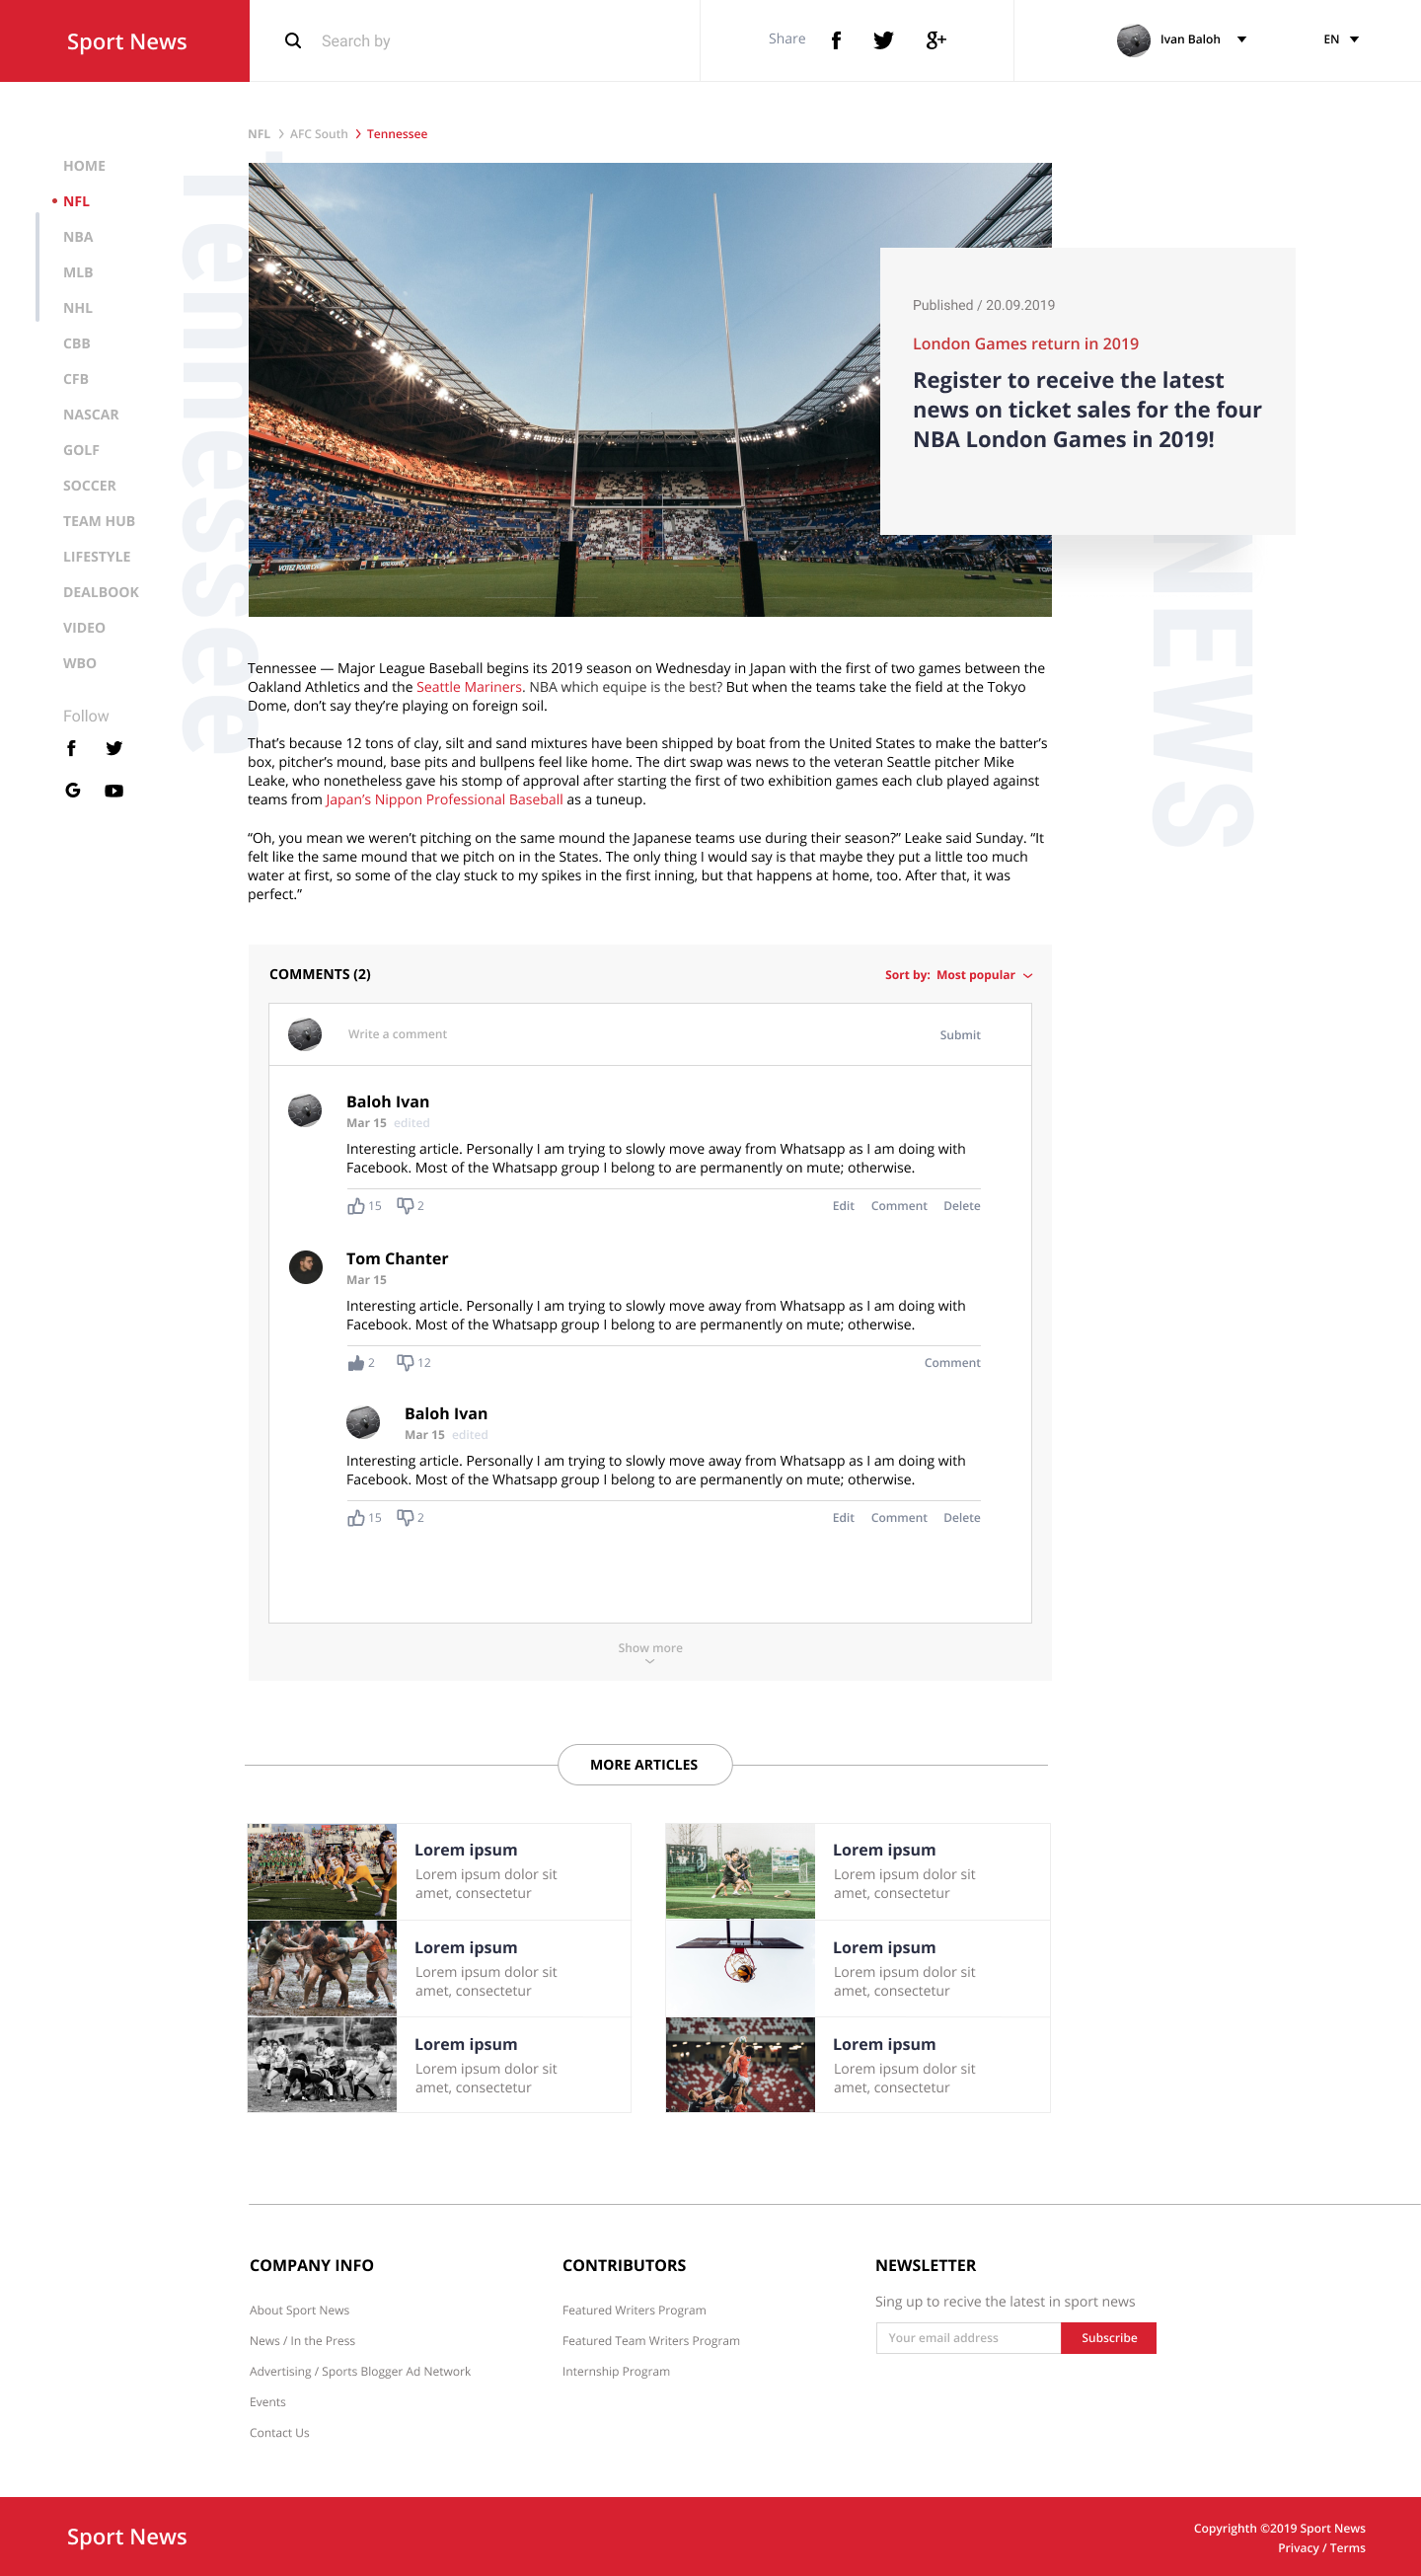 Sport News
Search by
Share
Ivan Baloh
EN
NFL > AFC South > Tennessee
HOME
NFL
NBA
MLB
NHL
CBB
CFB
NASCAR
GOLF
SOCCER
TEAM HUB
LIFESTYLE
DEALBOOK
VIDEO
WBO
Follow
Tennessee
Published / 20.09.2019
London Games return in 2019
Register to receive the latest
news on ticket sales for the four
NBA London Games in 2019!
NEWS
Tennessee — Major League Baseball begins its 2019 season on Wednesday in Japan with the first of two games between the
Oakland Athletics and the Seattle Mariners. NBA which equipe is the best? But when the teams take the field at the Tokyo
Dome, don’t say they’re playing on foreign soil.
That’s because 12 tons of clay, silt and sand mixtures have been shipped by boat from the United States to make the batter’s
box, pitcher’s mound, base pits and bullpens feel like home. The dirt swap was news to the veteran Seattle pitcher Mike
Leake, who nonetheless gave his stomp of approval after starting the first of two exhibition games each club played against
teams from Japan’s Nippon Professional Baseball as a tuneup.
“Oh, you mean we weren’t pitching on the same mound the Japanese teams use during their season?” Leake said Sunday. “It
felt like the same mound that we pitch on in the States. The only thing I would say is that maybe they put a little too much
water at first, so some of the clay stuck to my spikes in the first inning, but that happens at home, too. After that, it was
perfect.”
COMMENTS (2)
Sort by: Most popular
Write a comment
Submit
Baloh Ivan
Mar 15 edited
Interesting article. Personally I am trying to slowly move away from Whatsapp as I am doing with
Facebook. Most of the Whatsapp group I belong to are permanently on mute; otherwise.
15 2 Edit Comment Delete
Tom Chanter
Mar 15
Interesting article. Personally I am trying to slowly move away from Whatsapp as I am doing with
Facebook. Most of the Whatsapp group I belong to are permanently on mute; otherwise.
2 12 Comment
Baloh Ivan
Mar 15 edited
Interesting article. Personally I am trying to slowly move away from Whatsapp as I am doing with
Facebook. Most of the Whatsapp group I belong to are permanently on mute; otherwise.
15 2 Edit Comment Delete
Show more
MORE ARTICLES
Lorem ipsum
Lorem ipsum dolor sit
amet, consectetur
Lorem ipsum
Lorem ipsum dolor sit
amet, consectetur
Lorem ipsum
Lorem ipsum dolor sit
amet, consectetur
Lorem ipsum
Lorem ipsum dolor sit
amet, consectetur
Lorem ipsum
Lorem ipsum dolor sit
amet, consectetur
Lorem ipsum
Lorem ipsum dolor sit
amet, consectetur
COMPANY INFO
About Sport News
News / In the Press
Advertising / Sports Blogger Ad Network
Events
Contact Us
CONTRIBUTORS
Featured Writers Program
Featured Team Writers Program
Internship Program
NEWSLETTER
Sing up to recive the latest in sport news
Your email address
Subscribe
Sport News
Copyrighth ©2019 Sport News
Privacy / Terms